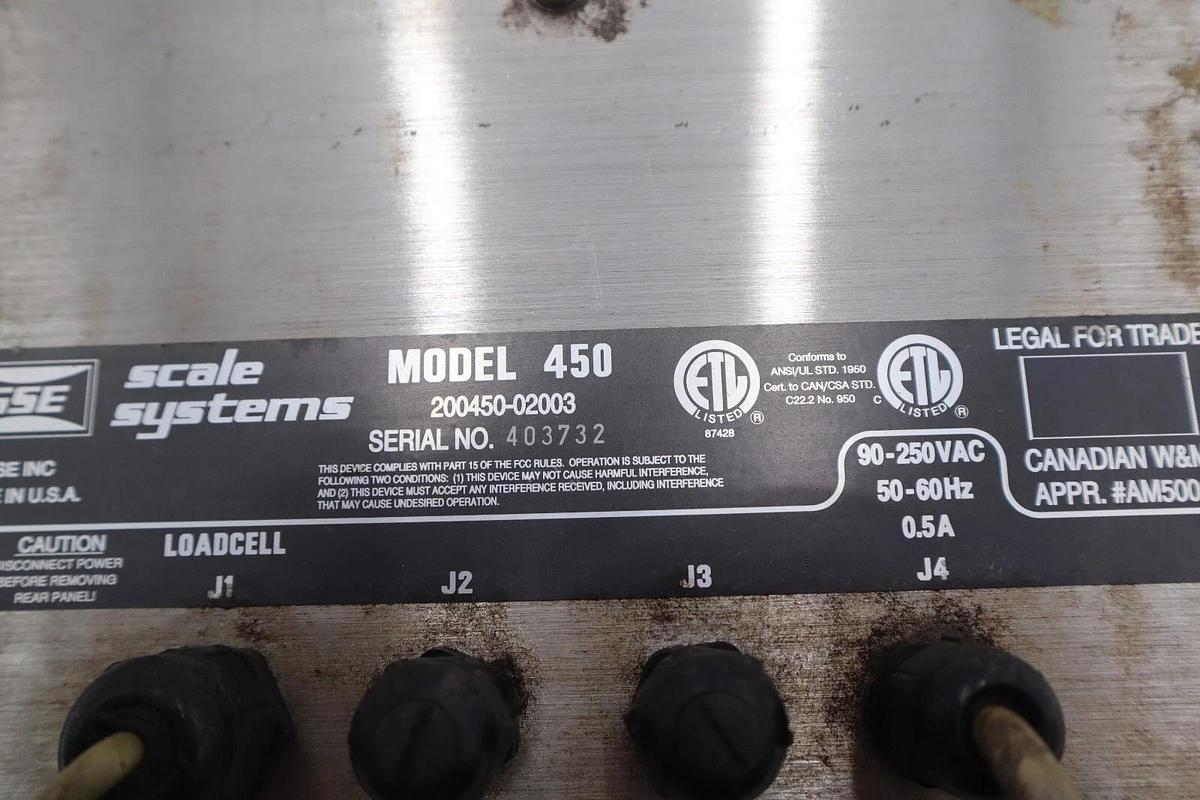 GSE
scale
systems
MODEL 450
200450-02003
SERIAL NO. 403732
THIS DEVICE COMPLIES WITH PART 15 OF THE FCC RULES. OPERATION IS SUBJECT TO THE
FOLLOWING TWO CONDITIONS: (1) THIS DEVICE MAY NOT CAUSE HARMFUL INTERFERENCE,
AND (2) THIS DEVICE MUST ACCEPT ANY INTERFERENCE RECEIVED, INCLUDING INTERFERENCE
THAT MAY CAUSE UNDESIRED OPERATION.
SE INC
E IN U.S.A.
ETL
LISTED ®
87428
Conforms to
ANSI/UL STD. 1950
Cert. to CAN/CSA STD.
C22.2 No. 950
C ETL
LISTED ®
90-250VAC
50-60Hz
0.5A
LEGAL FOR TRADE
CANADIAN W&M
APPR. #AM500
CAUTION
DISCONNECT POWER
BEFORE REMOVING
REAR PANEL!
LOADCELL
J1
J2
J3
J4